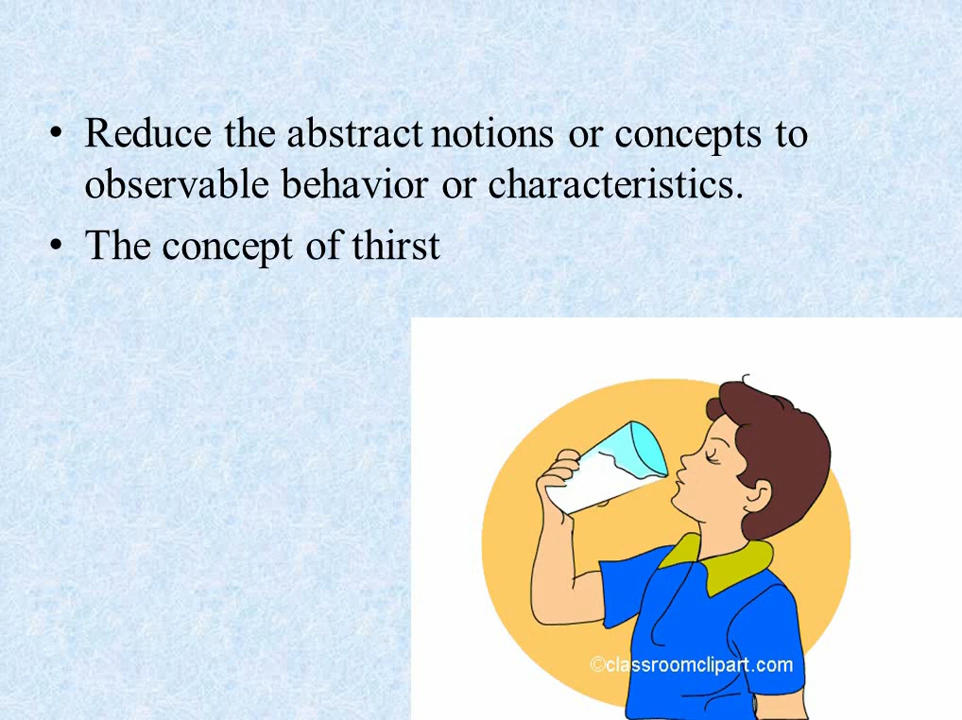 • Reduce the abstract notions or concepts to
observable behavior or characteristics.
• The concept of thirst
©classroomclipart.com